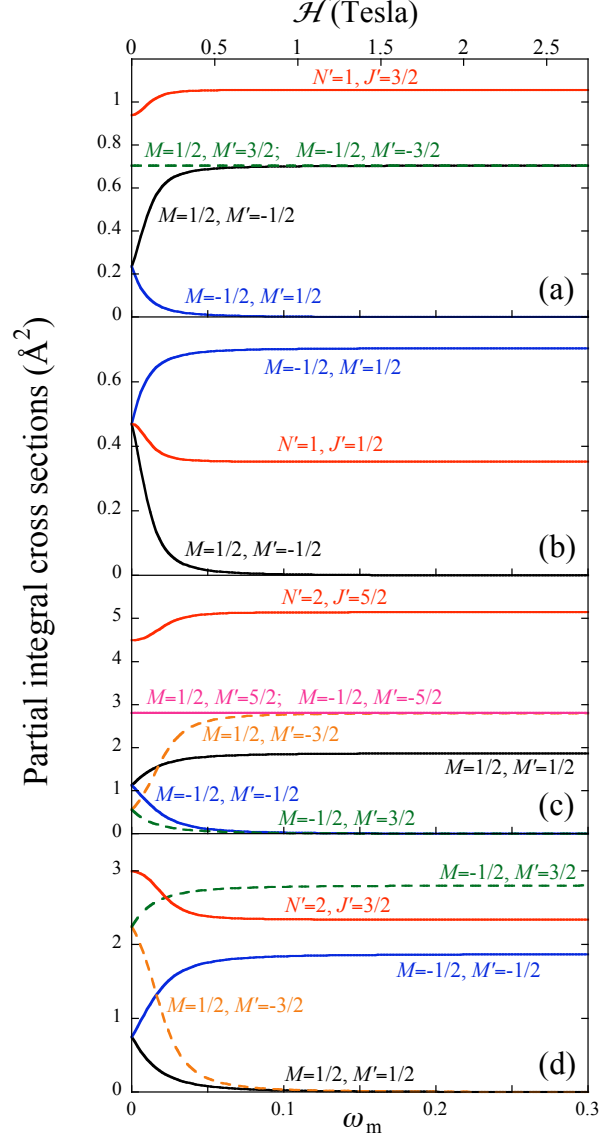 ℋ (Tesla)
0 0.5 1 1.5 2 2.5
N′=1, J′=3/2
1
0.8
M=1/2, M′=3/2; M=-1/2, M′=-3/2
0.6
M=1/2, M′=-1/2
0.4
0.2
M=-1/2, M′=1/2
(a)
0
M=-1/2, M′=1/2
0.6
N′=1, J′=1/2
0.4
0.2
M=1/2, M′=-1/2
(b)
0
N′=2, J′=5/2
5
4
M=1/2, M′=5/2; M=-1/2, M′=-5/2
3
M=1/2, M′=-3/2
2
M=1/2, M′=1/2
M=-1/2, M′=-1/2
1
M=-1/2, M′=3/2
(c)
0
M=-1/2, M′=3/2
3
N′=2, J′=3/2
2
M=-1/2, M′=-1/2
M=1/2, M′=-3/2
1
M=1/2, M′=1/2
(d)
0
0 0.1 0.2 0.3
ωm
Partial integral cross sections (Å²)